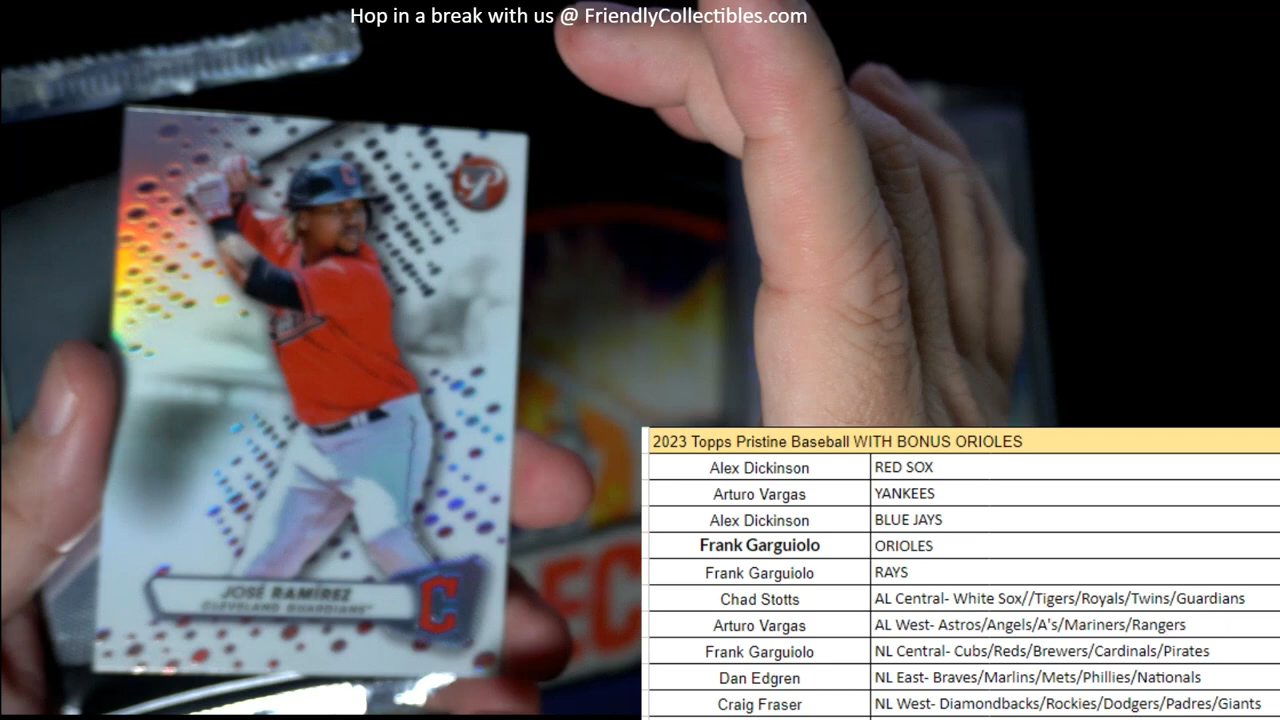 Hop in a break with us @ FriendlyCollectibles.com
P
C
JOSÉ RAMÍREZ
CLEVELAND GUARDIANS™
C
EC
2023 Topps Pristine Baseball WITH BONUS ORIOLES
Alex Dickinson RED SOX
Arturo Vargas YANKEES
Alex Dickinson BLUE JAYS
Frank Garguiolo ORIOLES
Frank Garguiolo RAYS
Chad Stotts AL Central- White Sox//Tigers/Royals/Twins/Guardians
Arturo Vargas AL West- Astros/Angels/A's/Mariners/Rangers
Frank Garguiolo NL Central- Cubs/Reds/Brewers/Cardinals/Pirates
Dan Edgren NL East- Braves/Marlins/Mets/Phillies/Nationals
Craig Fraser NL West- Diamondbacks/Rockies/Dodgers/Padres/Giants